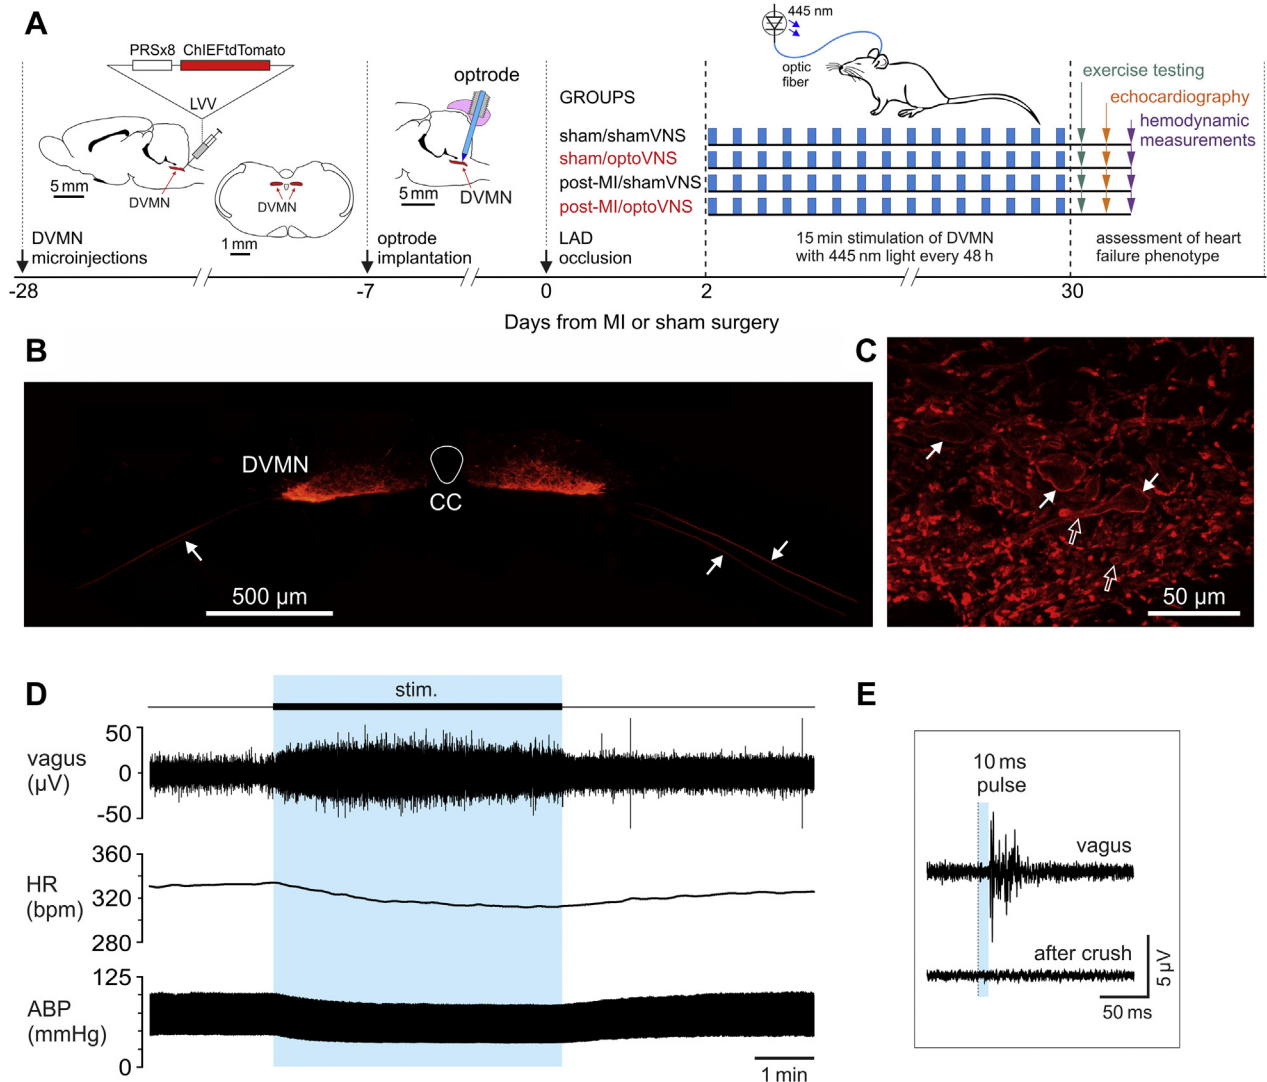 A
PRSx8 ChIEFtdTomato
LVV
5 mm
DVMN
DVMN
1 mm
DVMN
microinjections
optrode
5 mm
DVMN
optrode
implantation
GROUPS
sham/shamVNS
sham/optoVNS
post-MI/shamVNS
post-MI/optoVNS
LAD
occlusion
445 nm
optic
fiber
15 min stimulation of DVMN
with 445 nm light every 48 h
exercise testing
echocardiography
hemodynamic
measurements
assessment of heart
failure phenotype
-28 -7 0 2 30
Days from MI or sham surgery
B
DVMN
CC
500 µm
C
50 µm
D
stim.
vagus
(µV)
50
0
-50
HR
(bpm)
360
320
280
ABP
(mmHg)
125
0
1 min
E
10 ms
pulse
vagus
after crush
5 µV
50 ms